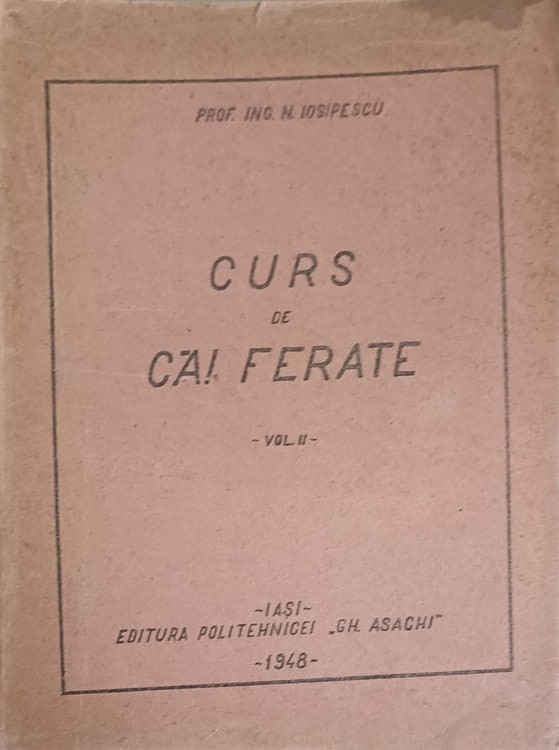 PROF. ING. N. IOSIPESCU
CURS
DE
CĂI FERATE
- VOL. II -
~IAȘI~
EDITURA POLITEHNICEI „GH. ASACHI"
~1948~